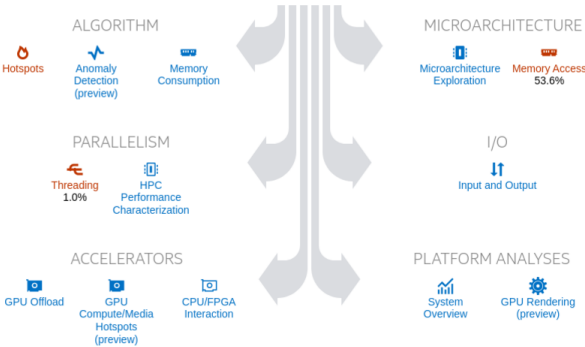 ALGORITHM
Hotspots
Anomaly
Detection
(preview)
Memory
Consumption
MICROARCHITECTURE
Microarchitecture
Exploration
Memory Access
53.6%
PARALLELISM
Threading
1.0%
HPC
Performance
Characterization
I/O
Input and Output
ACCELERATORS
GPU Offload
GPU
Compute/Media
Hotspots
(preview)
CPU/FPGA
Interaction
PLATFORM ANALYSES
System
Overview
GPU Rendering
(preview)